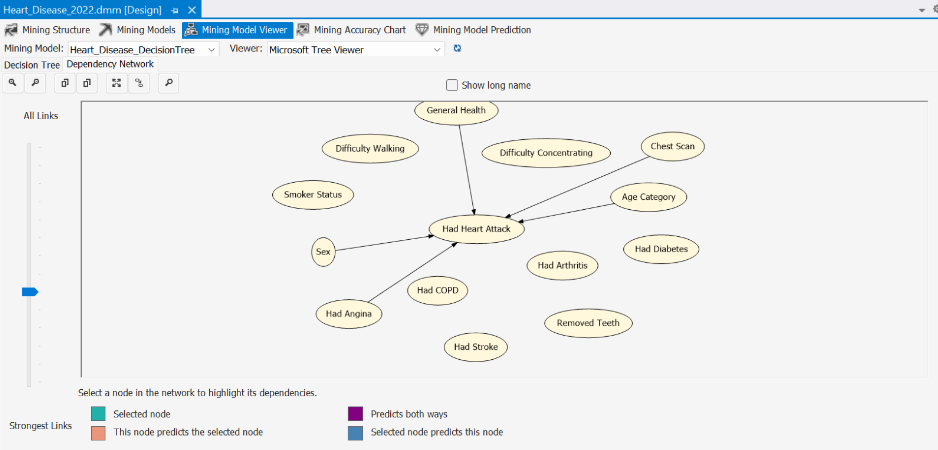 Heart_Disease_2022.dmm [Design]
Mining Structure Mining Models Mining Model Viewer Mining Accuracy Chart Mining Model Prediction
Mining Model: Heart_Disease_DecisionTree Viewer: Microsoft Tree Viewer
Decision Tree Dependency Network
Show long name
All Links
General Health
Difficulty Walking
Difficulty Concentrating
Chest Scan
Smoker Status
Age Category
Had Heart Attack
Sex
Had Diabetes
Had Arthritis
Had COPD
Had Angina
Removed Teeth
Had Stroke
Select a node in the network to highlight its dependencies.
Strongest Links
Selected node
Predicts both ways
This node predicts the selected node
Selected node predicts this node